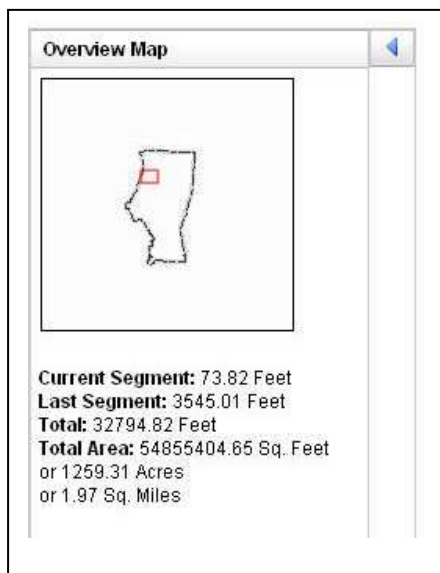 Overview Map
Current Segment: 73.82 Feet
Last Segment: 3545.01 Feet
Total: 32794.82 Feet
Total Area: 54855404.65 Sq. Feet
or 1259.31 Acres
or 1.97 Sq. Miles